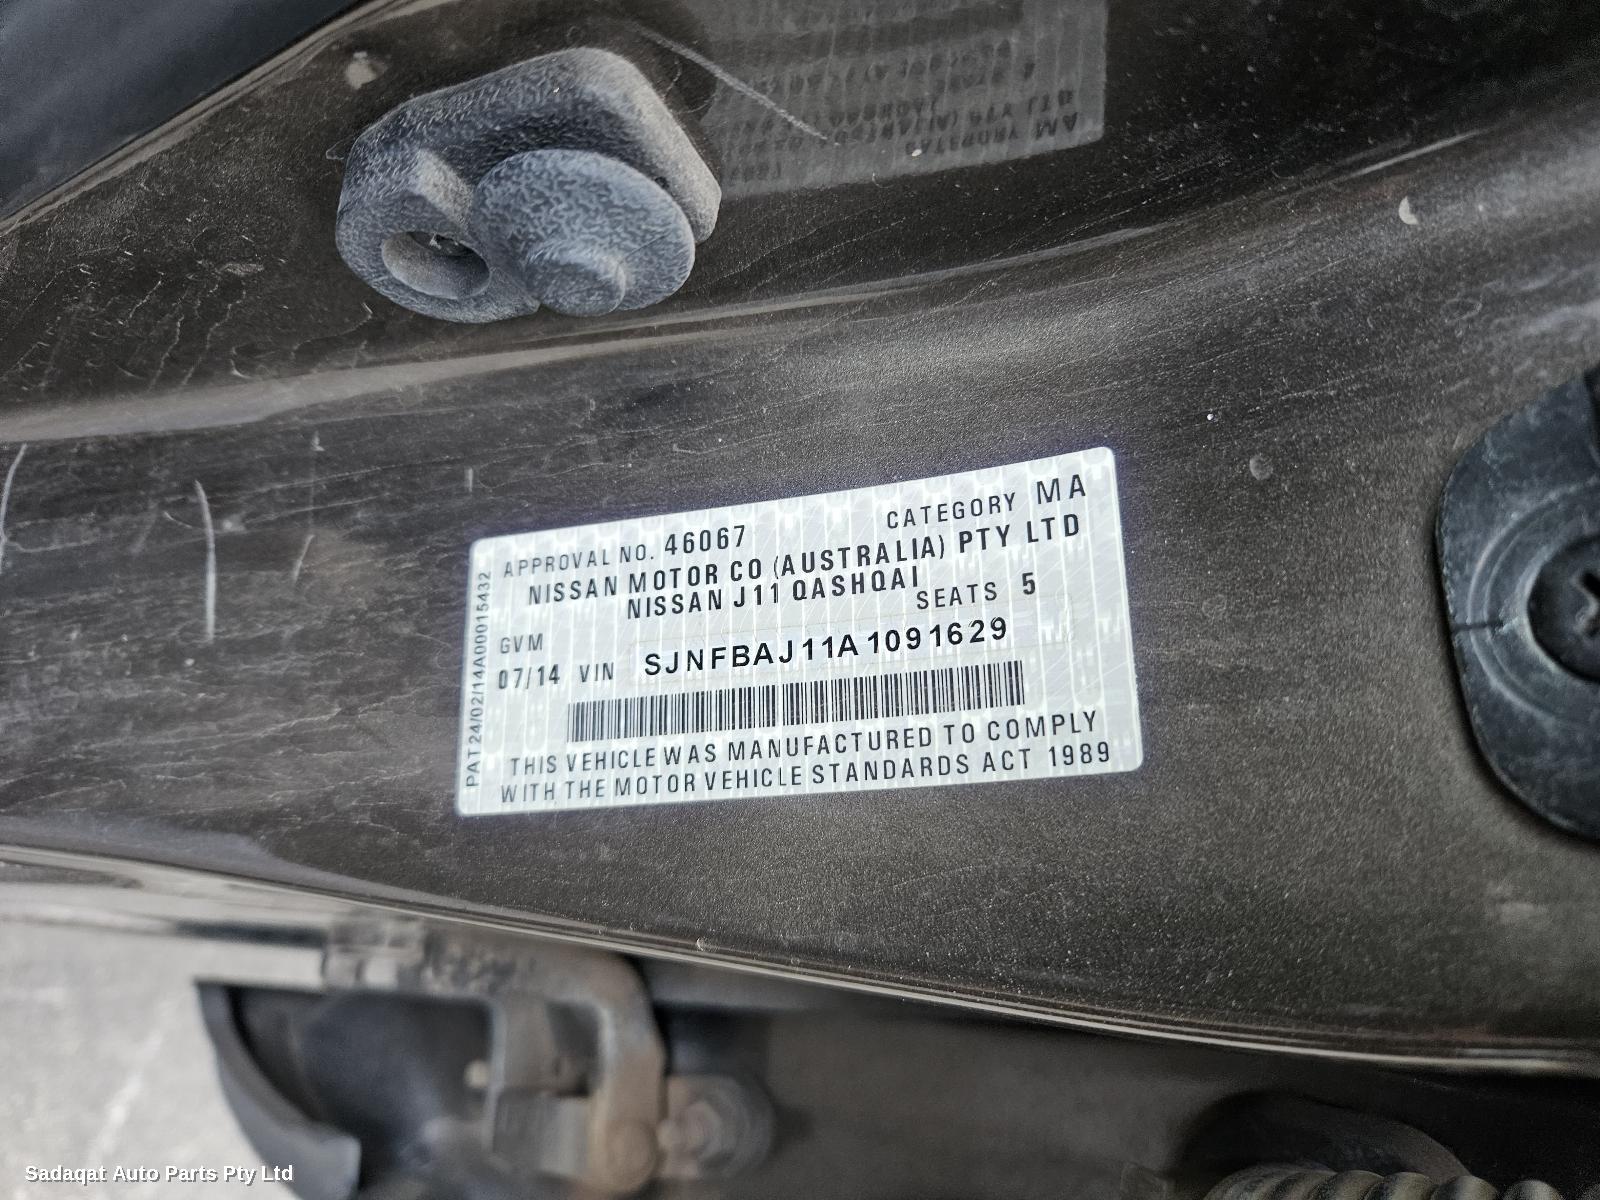 APPROVAL NO. 46067 CATEGORY MA
NISSAN MOTOR CO (AUSTRALIA) PTY LTD
NISSAN J11 QASHQAI
SEATS 5
GVM
07/14 VIN SJNFBAJ11A1091629
THIS VEHICLE WAS MANUFACTURED TO COMPLY
WITH THE MOTOR VEHICLE STANDARDS ACT 1989
PAT24/02/14A00015432
Sadaqat Auto Parts Pty Ltd